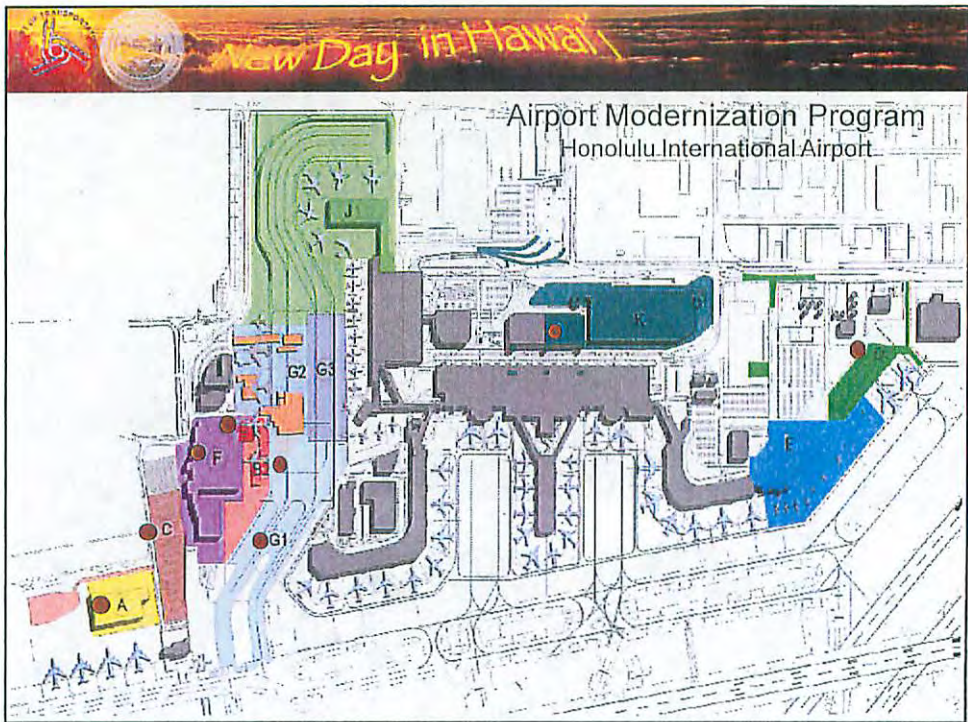 New Day in Hawai'i
Airport Modernization Program
Honolulu International Airport
J
K
G2
G3
H
F
E
C
G1
A